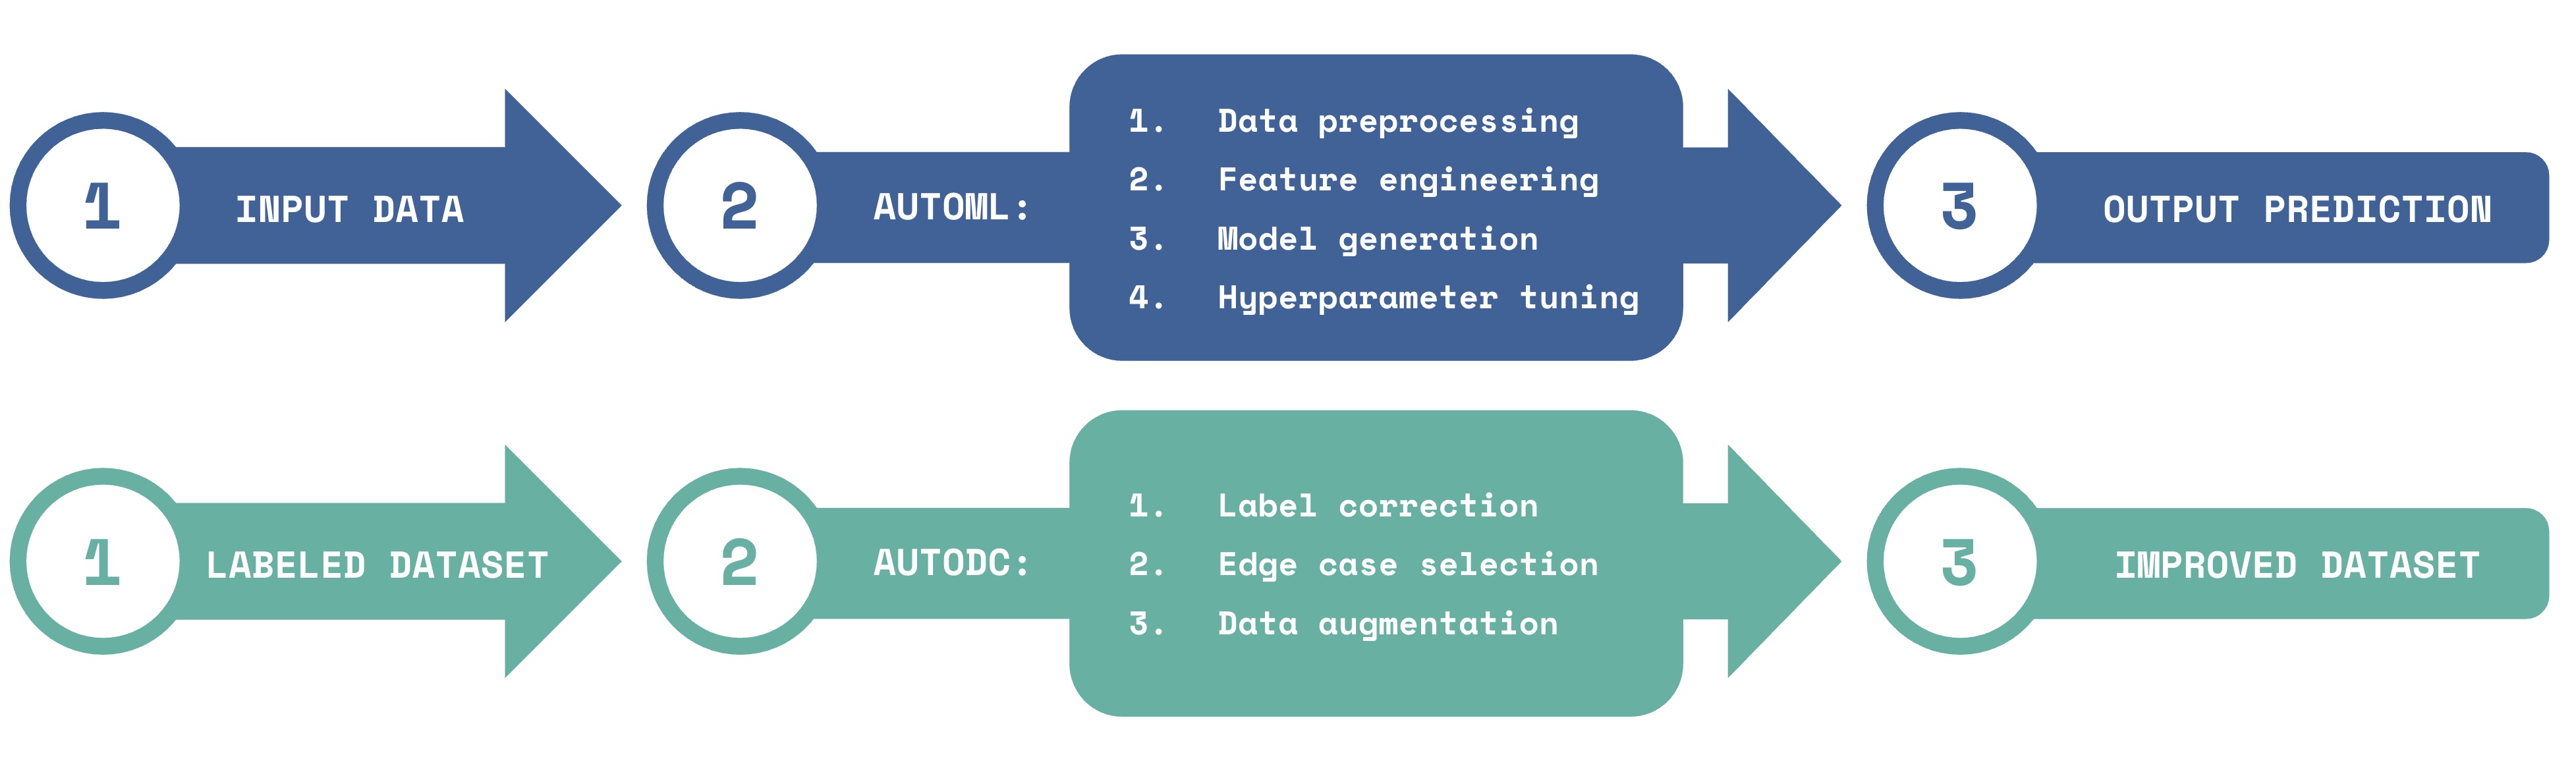 1 INPUT DATA
2 AUTOML:
1. Data preprocessing
2. Feature engineering
3. Model generation
4. Hyperparameter tuning
3 OUTPUT PREDICTION
1 LABELED DATASET
2 AUTODC:
1. Label correction
2. Edge case selection
3. Data augmentation
3 IMPROVED DATASET